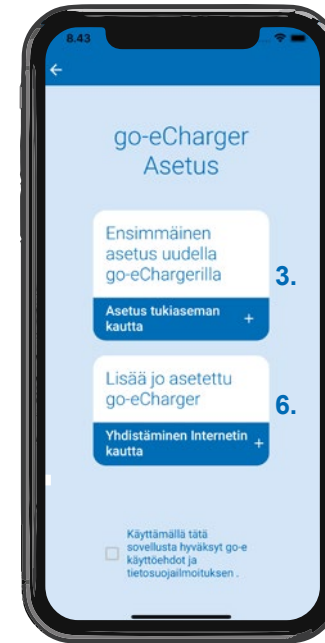 8.43
←
go-eCharger
Asetus
Ensimmäinen
asetus uudella
go-eChargerilla
3.
Asetus tukiaseman
kautta +
Lisää jo asetettu
go-eCharger
6.
Yhdistäminen Internetin
kautta +
Käyttämällä tätä
sovellusta hyväksyt go-e
käyttöehdot ja
tietosuojailmoituksen .